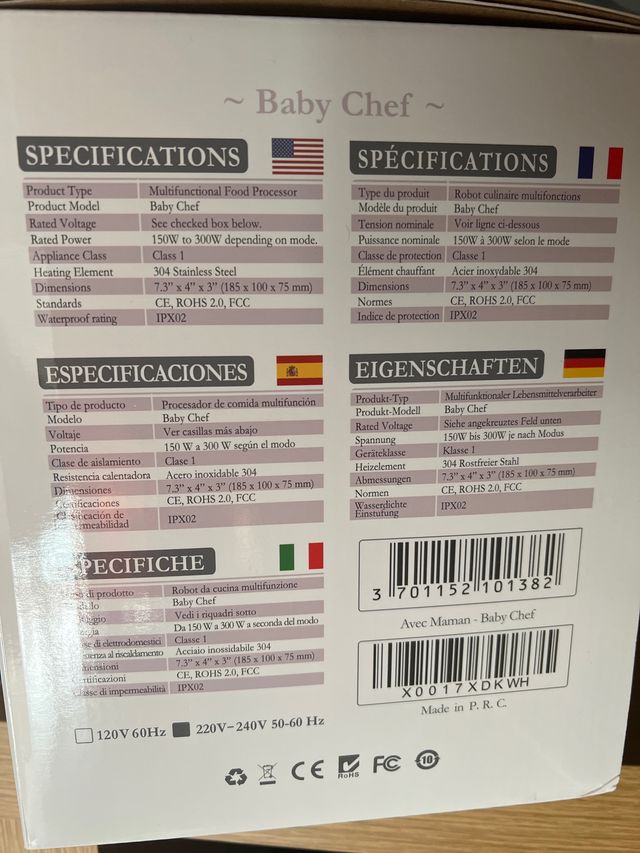 ~ Baby Chef ~
SPECIFICATIONS
Product Type Multifunctional Food Processor
Product Model Baby Chef
Rated Voltage See checked box below.
Rated Power 150W to 300W depending on mode.
Appliance Class Class 1
Heating Element 304 Stainless Steel
Dimensions 7.3” x 4” x 3” (185 x 100 x 75 mm)
Standards CE, ROHS 2.0, FCC
Waterproof rating IPX02
SPÉCIFICATIONS
Type du produit Robot culinaire multifonctions
Modèle du produit Baby Chef
Tension nominale Voir ligne ci-dessous
Puissance nominale 150W à 300W selon le mode
Classe de protection Classe 1
Élément chauffant Acier inoxydable 304
Dimensions 7.3” x 4” x 3” (185 x 100 x 75 mm)
Normes CE, ROHS 2.0, FCC
Indice de protection IPX02
ESPECIFICACIONES
Tipo de producto Procesador de comida multifunción
Modelo Baby Chef
Voltaje Ver casillas más abajo
Potencia 150 W a 300 W según el modo
Clase de aislamiento Clase 1
Resistencia calentadora Acero inoxidable 304
Dimensiones 7.3” x 4” x 3” (185 x 100 x 75 mm)
CE, ROHS 2.0, FCC
IPX02
EIGENSCHAFTEN
Produkt-Typ Multifunktionaler Lebensmittelverarbeiter
Produkt-Modell Baby Chef
Rated Voltage Siehe angekreuztes Feld unten
Spannung 150W bis 300W je nach Modus
Geräteklasse Klasse 1
Heizelement 304 Rostfreier Stahl
Abmessungen 7.3” x 4” x 3” (185 x 100 x 75 mm)
Normen CE, ROHS 2.0, FCC
Wasserdichte
Einstufung IPX02
SPECIFICHE
di prodotto Robot da cucina multifunzione
Baby Chef
Vedi i riquadri sotto
Da 150 W a 300 W a seconda del modo
di elettrodomestici Classe 1
al riscaldamento Acciaio inossidabile 304
7.3” x 4” x 3” (185 x 100 x 75 mm)
CE, ROHS 2.0, FCC
di impermeabilità IPX02
120V 60Hz 220V-240V 50-60 Hz
3 701152 101382
Avec Maman - Baby Chef
X0017XDKWH
Made in P. R. C.
CE RoHS FC 10